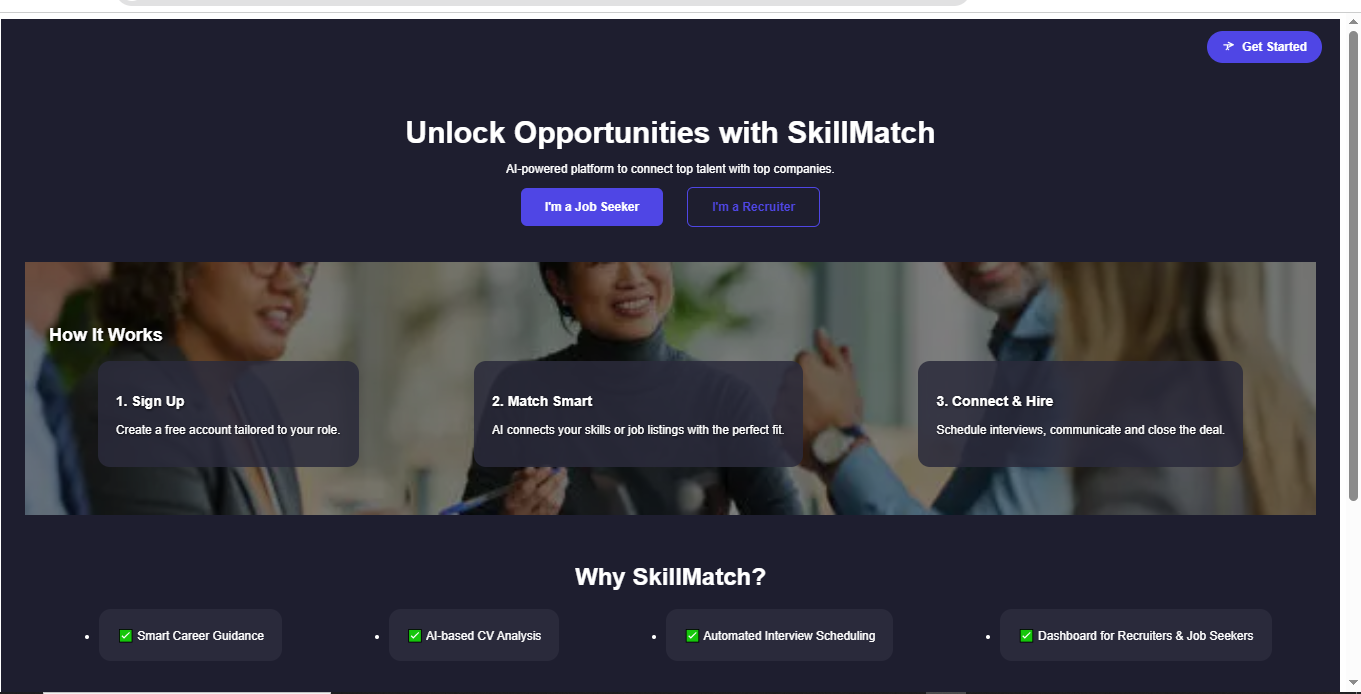 Get Started
Unlock Opportunities with SkillMatch
AI-powered platform to connect top talent with top companies.
I'm a Job Seeker
I'm a Recruiter
How It Works
1. Sign Up
Create a free account tailored to your role.
2. Match Smart
AI connects your skills or job listings with the perfect fit.
3. Connect & Hire
Schedule interviews, communicate and close the deal.
Why SkillMatch?
Smart Career Guidance
AI-based CV Analysis
Automated Interview Scheduling
Dashboard for Recruiters & Job Seekers